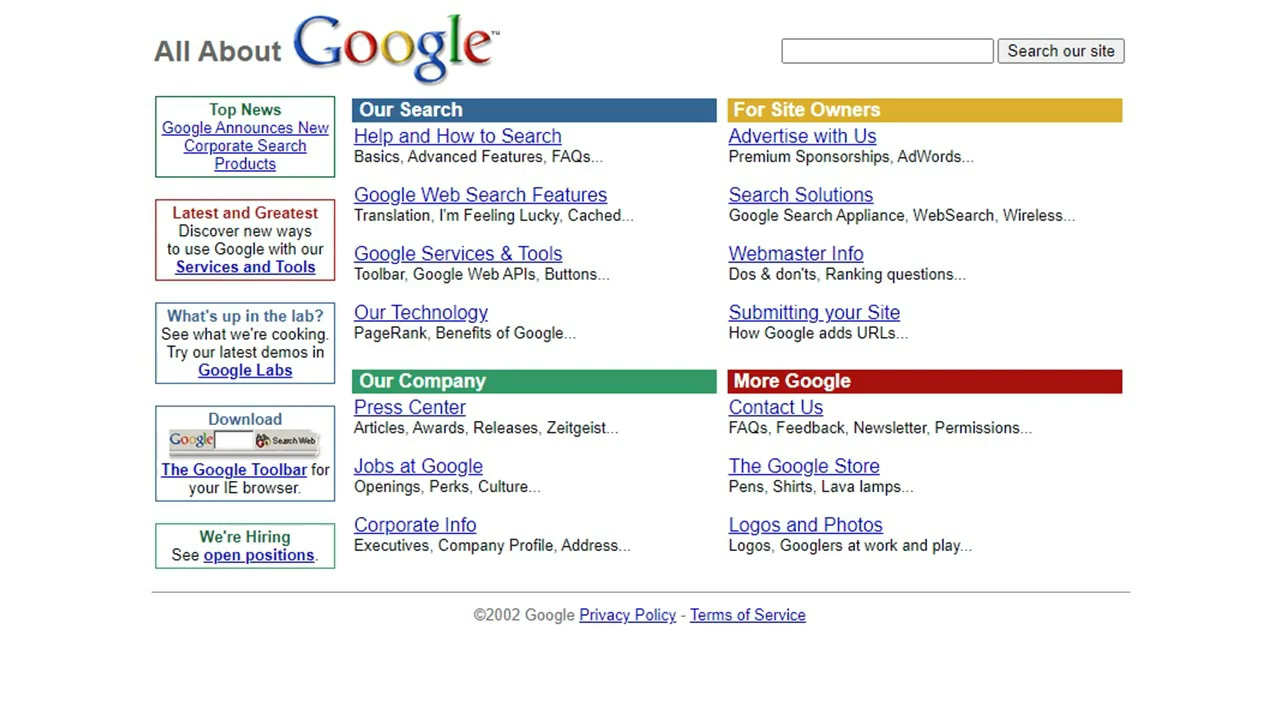 All About Google™
Search our site
Top News
Google Announces New
Corporate Search
Products
Latest and Greatest
Discover new ways
to use Google with our
Services and Tools
What's up in the lab?
See what we're cooking.
Try our latest demos in
Google Labs
Download
Google Search Web
The Google Toolbar for
your IE browser.
We're Hiring
See open positions.
Our Search
Help and How to Search
Basics, Advanced Features, FAQs...
Google Web Search Features
Translation, I'm Feeling Lucky, Cached...
Google Services & Tools
Toolbar, Google Web APIs, Buttons...
Our Technology
PageRank, Benefits of Google...
For Site Owners
Advertise with Us
Premium Sponsorships, AdWords...
Search Solutions
Google Search Appliance, WebSearch, Wireless...
Webmaster Info
Dos & don'ts, Ranking questions...
Submitting your Site
How Google adds URLs...
Our Company
Press Center
Articles, Awards, Releases, Zeitgeist...
Jobs at Google
Openings, Perks, Culture...
Corporate Info
Executives, Company Profile, Address...
More Google
Contact Us
FAQs, Feedback, Newsletter, Permissions...
The Google Store
Pens, Shirts, Lava lamps...
Logos and Photos
Logos, Googlers at work and play...
©2002 Google Privacy Policy - Terms of Service